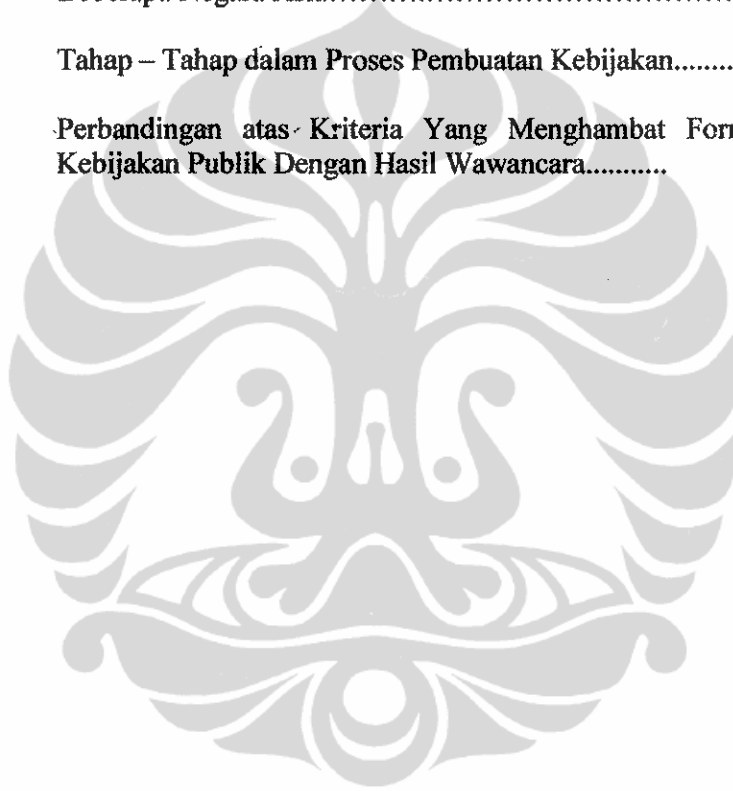 Tahap – Tahap dalam Proses Pembuatan Kebijakan........
Perbandingan atas Kriteria Yang Menghambat
Kebijakan Publik Dengan Hasil Wawancara...........